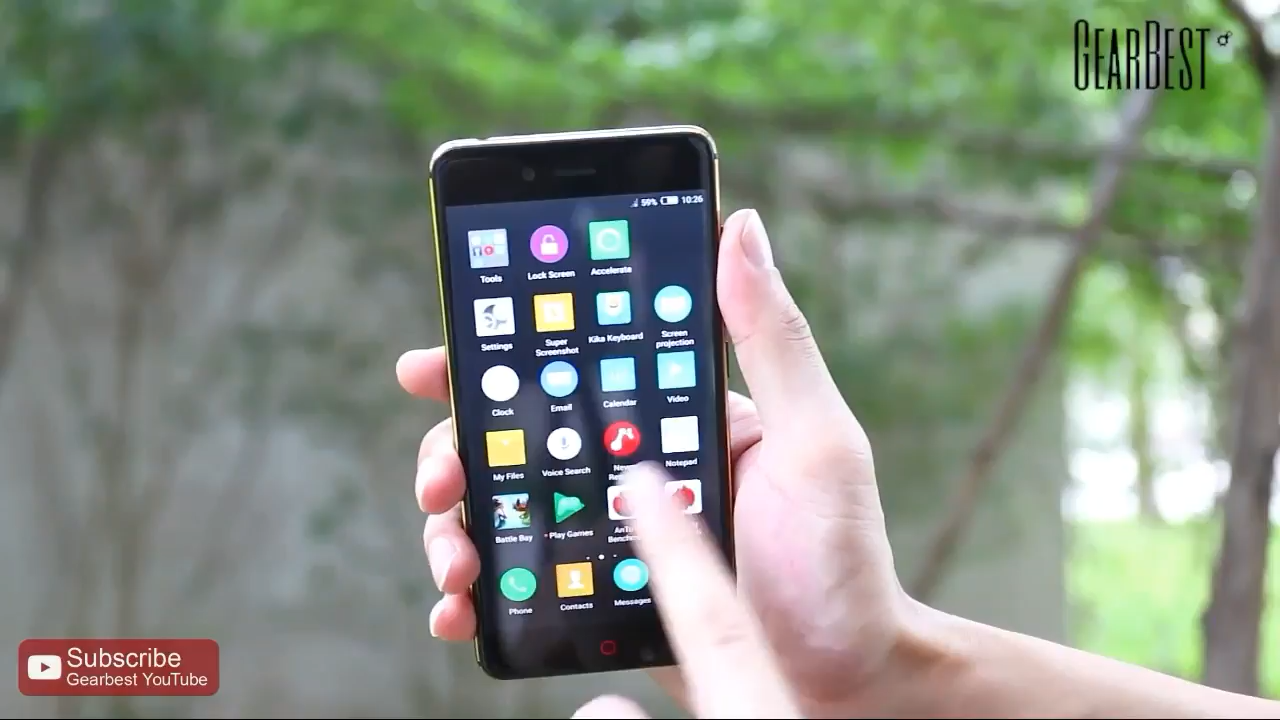 GEARBEST
59% 10:26
Tools Lock Screen Accelerate
Settings Super Screenshot Kika Keyboard Screen projection
Clock Email Calendar Video
My Files Voice Search Notepad
Battle Bay Play Games
Phone Contacts Messages
Subscribe
Gearbest YouTube